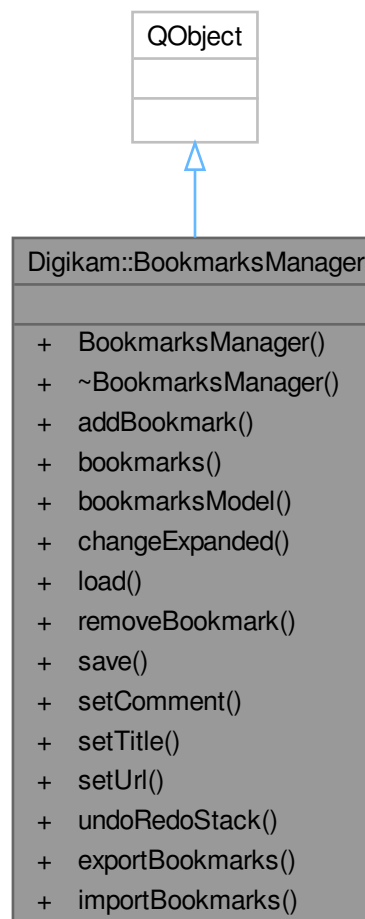 QObject
Digikam::BookmarksManager
+ BookmarksManager()
+ ~BookmarksManager()
+ addBookmark()
+ bookmarks()
+ bookmarksModel()
+ changeExpanded()
+ load()
+ removeBookmark()
+ save()
+ setComment()
+ setTitle()
+ setUrl()
+ undoRedoStack()
+ exportBookmarks()
+ importBookmarks()